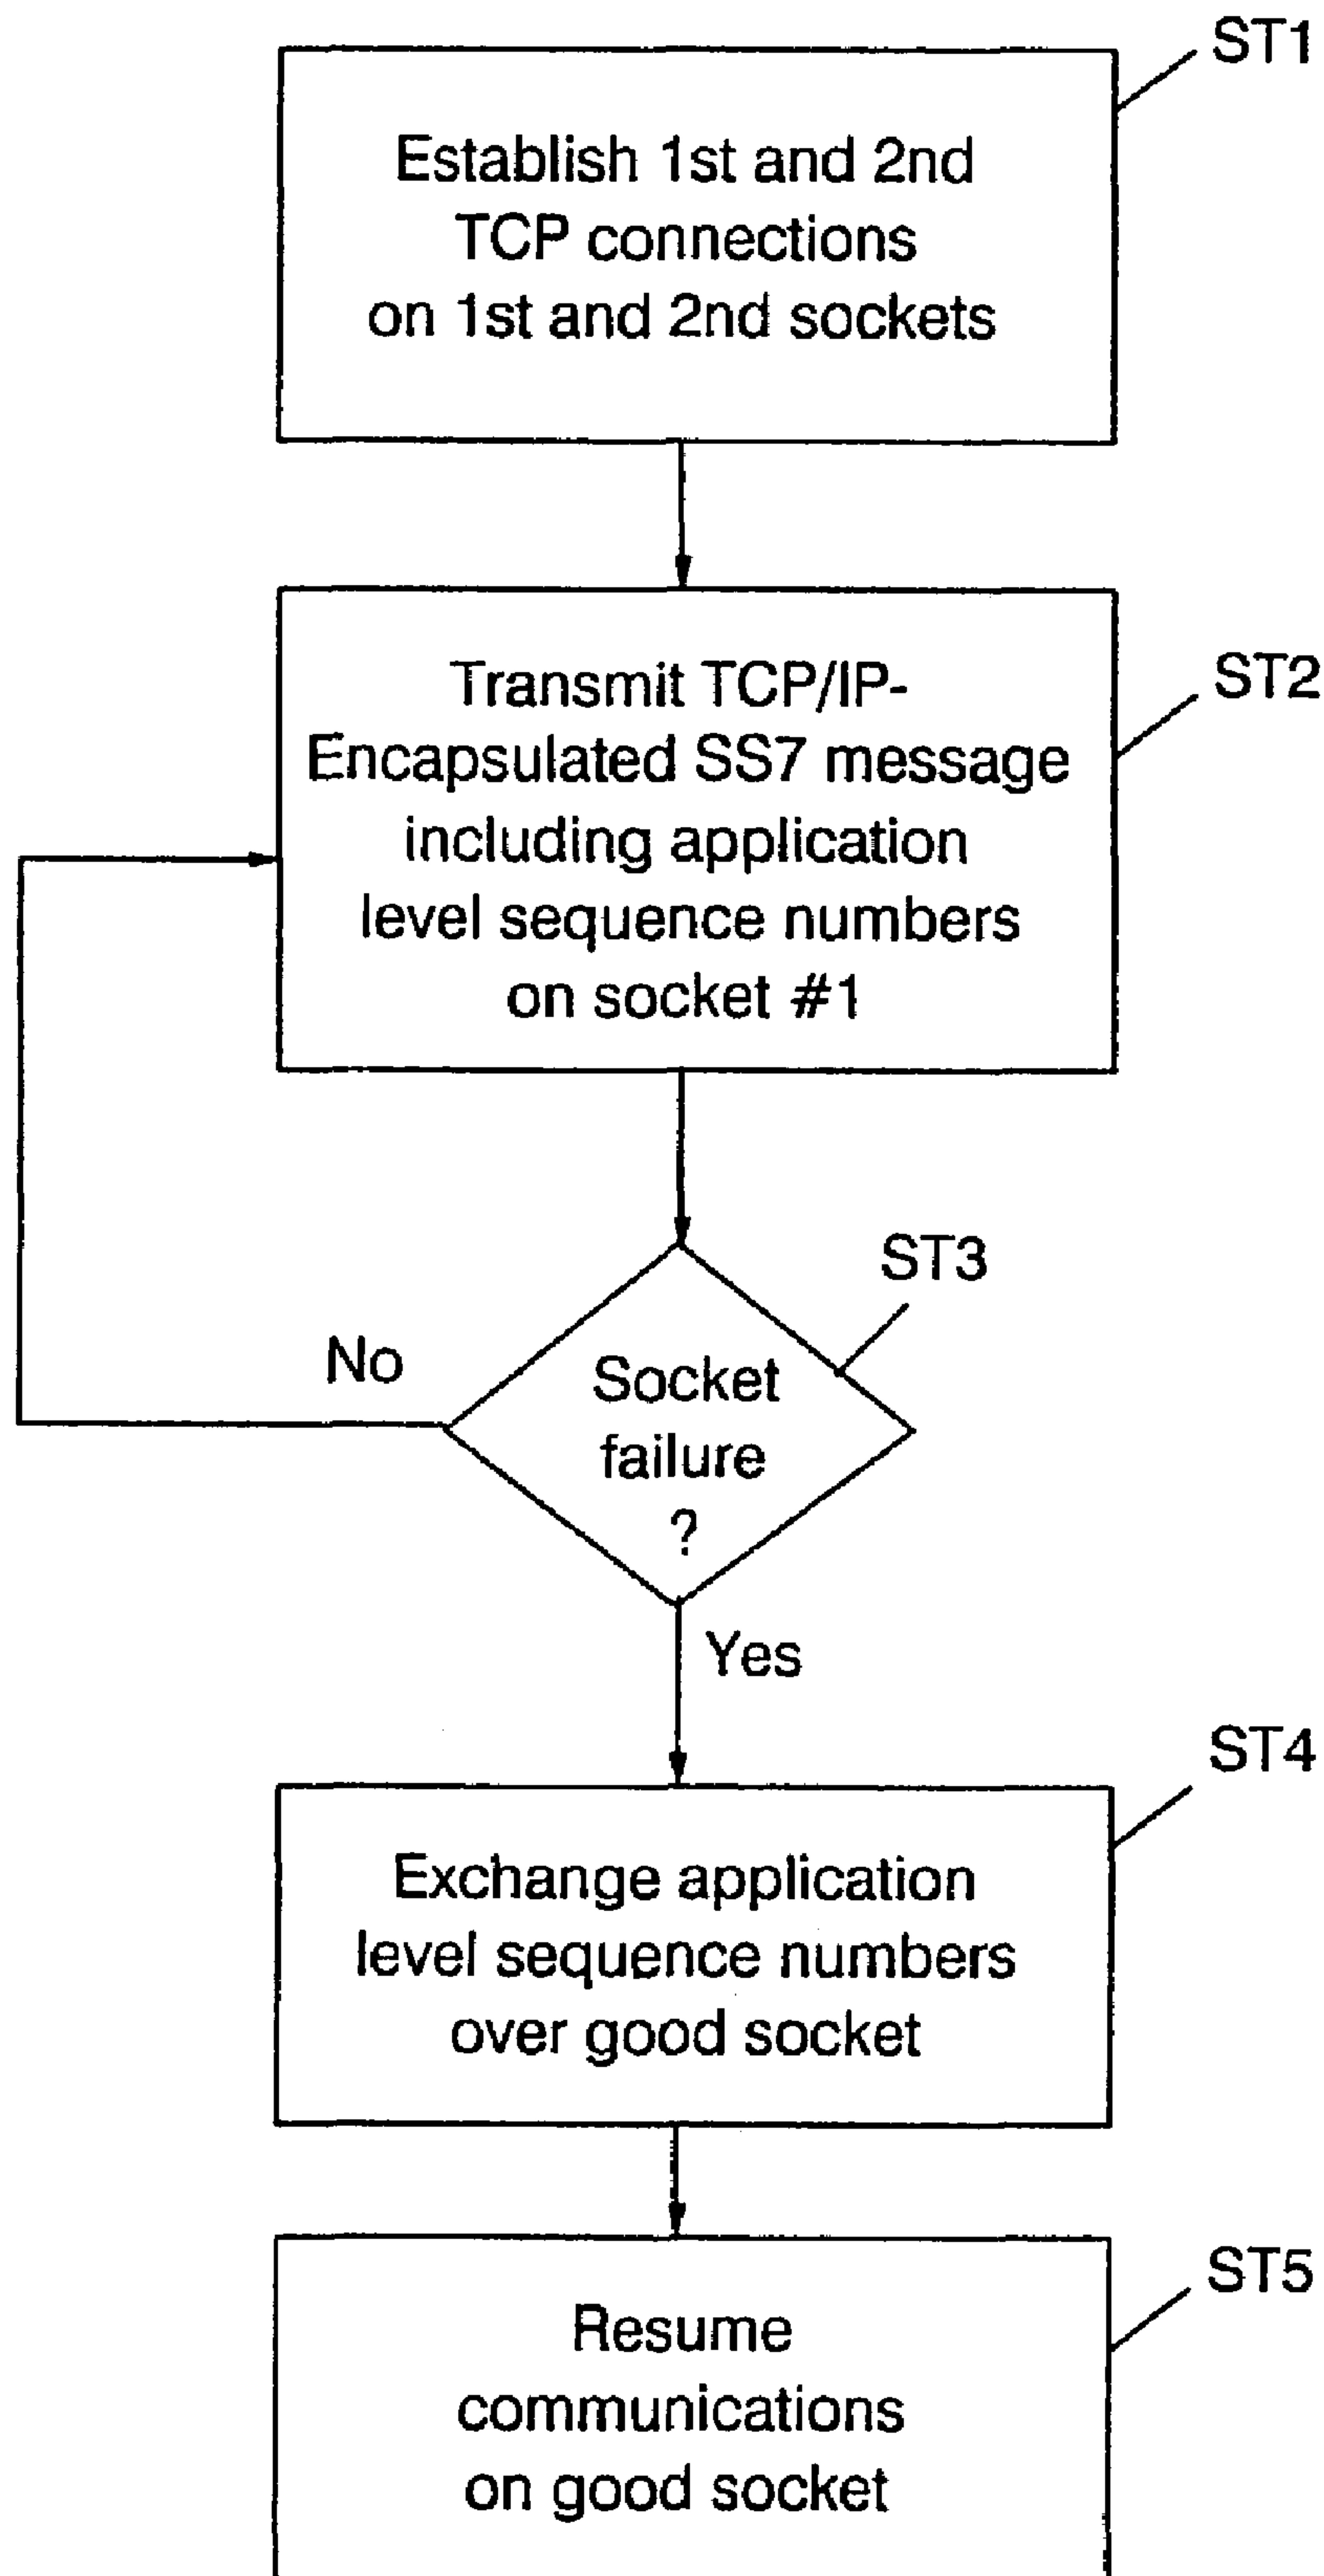 ST1
Establish 1st and 2nd
TCP connections
on 1st and 2nd sockets
ST2
Transmit TCP/IP-
Encapsulated SS7 message
including application
level sequence numbers
on socket #1
ST3
No
Socket
failure
?
Yes
ST4
Exchange application
level sequence numbers
over good socket
ST5
Resume
communications
on good socket